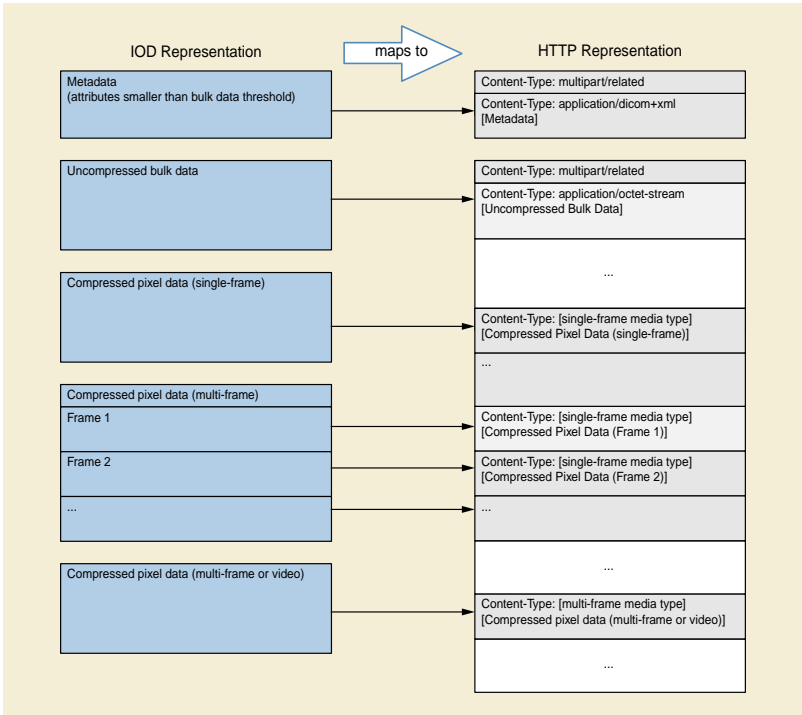 IOD Representation
maps to
HTTP Representation
Metadata
(attributes smaller than bulk data threshold)
Content-Type: multipart/related
Content-Type: application/dicom+xml
[Metadata]
Uncompressed bulk data
Content-Type: multipart/related
Content-Type: application/octet-stream
[Uncompressed Bulk Data]
...
Compressed pixel data (single-frame)
Content-Type: [single-frame media type]
[Compressed Pixel Data (single-frame)]
...
Compressed pixel data (multi-frame)
Frame 1
Content-Type: [single-frame media type]
[Compressed Pixel Data (Frame 1)]
Frame 2
Content-Type: [single-frame media type]
[Compressed Pixel Data (Frame 2)]
...
...
...
Compressed pixel data (multi-frame or video)
Content-Type: [multi-frame media type]
[Compressed pixel data (multi-frame or video)]
...